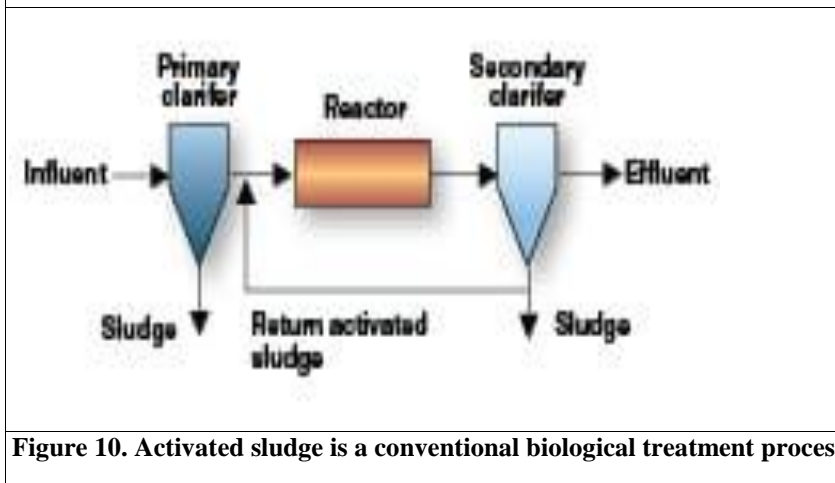 Primary
clarifer
Secondary
clarifer
Reactor
Influent
Effluent
Sludge
Return activated
sludge
Sludge
Figure 10. Activated sludge is a conventional biological treatment proces